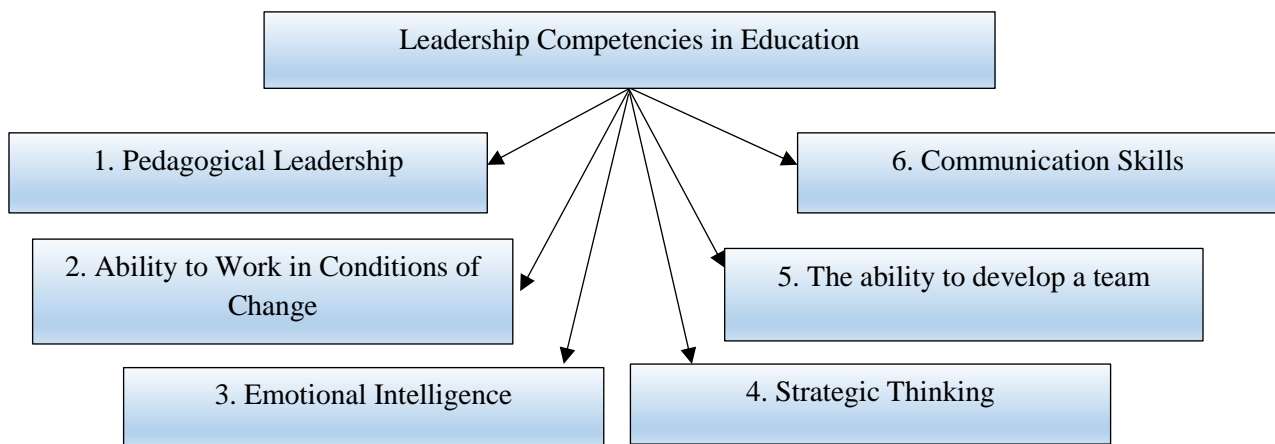 Leadership Competencies in Education
1. Pedagogical Leadership
6. Communication Skills
2. Ability to Work in Conditions of
Change
5. The ability to develop a team
3. Emotional Intelligence
4. Strategic Thinking